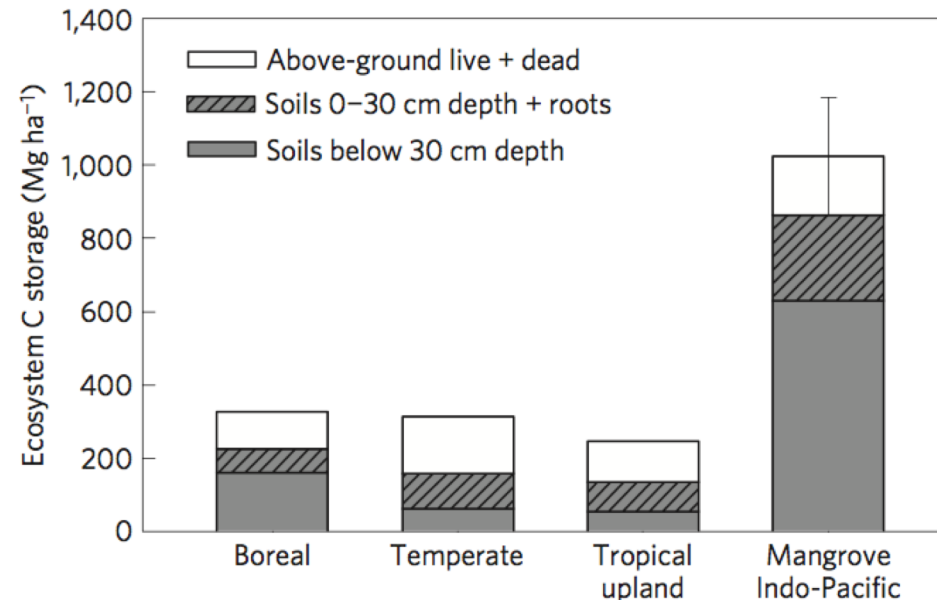 Ecosystem C storage (Mg ha⁻¹)
1,400
1,200
1,000
800
600
400
200
0
Above-ground live + dead
Soils 0–30 cm depth + roots
Soils below 30 cm depth
Boreal
Temperate
Tropical
upland
Mangrove
Indo-Pacific